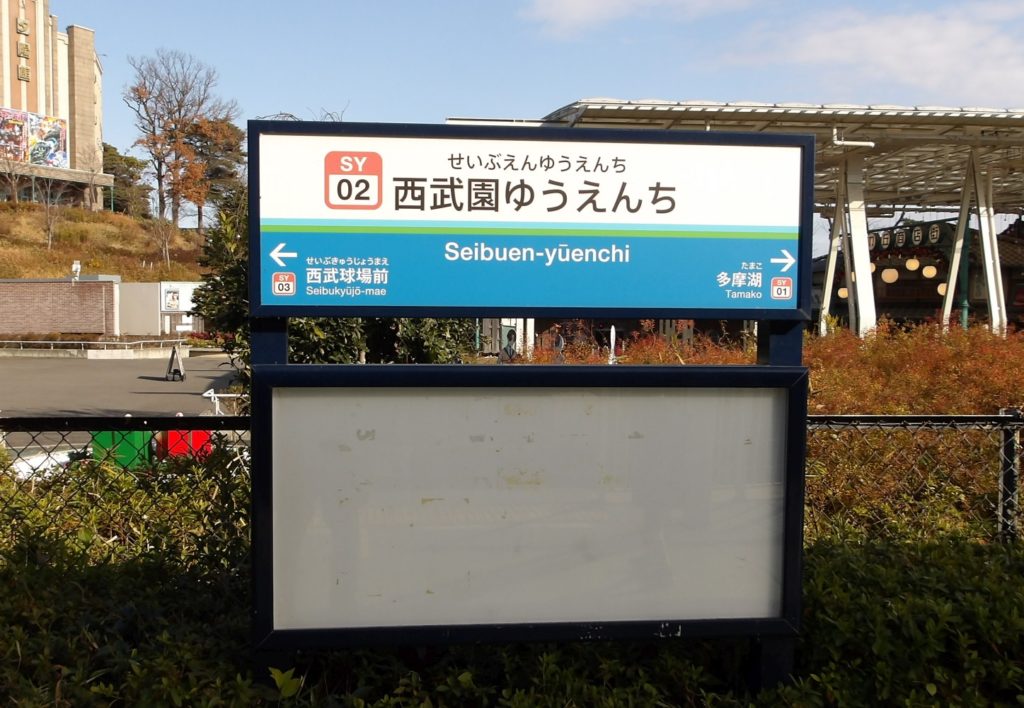 せいぶえんゆうえんち
SY
02
西武園ゆうえんち
Seibuen-yūenchi
せいぶきゅうじょうまえ
SY
03
西武球場前
Seibukyūjō-mae
たまこ
多摩湖
Tamako
SY
01